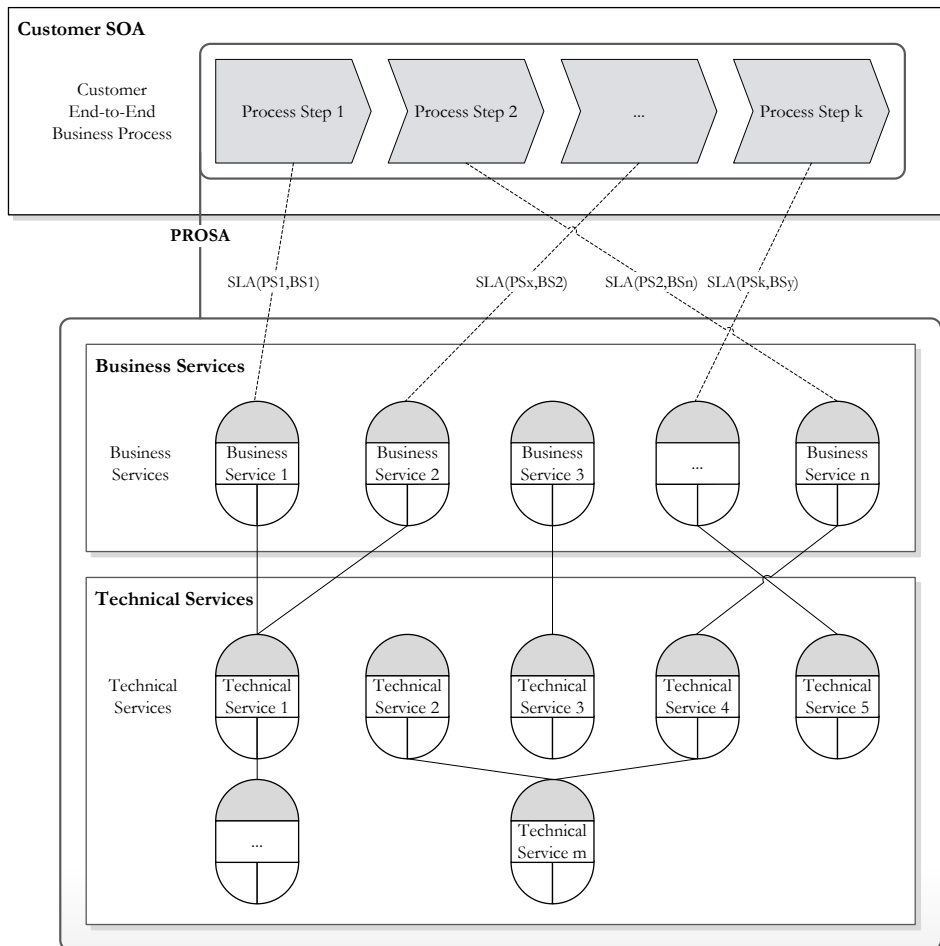 Customer SOA
Customer
End-to-End
Business Process
Process Step 1
Process Step 2
...
Process Step k
PROSA
SLA(PS1,BS1)
SLA(PSx,BS2)
SLA(PS2,BSn)
SLA(PSk,BSy)
Business Services
Business
Services
Business
Service 1
Business
Service 2
Business
Service 3
...
Business
Service n
Technical Services
Technical
Services
Technical
Service 1
Technical
Service 2
Technical
Service 3
Technical
Service 4
Technical
Service 5
...
Technical
Service m